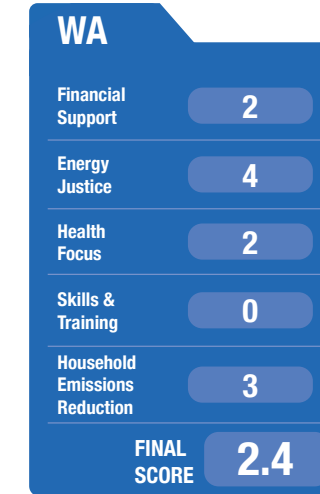 WA
Financial
Support
2
Energy
Justice
4
Health
Focus
2
Skills &
Training
0
Household
Emissions
Reduction
3
FINAL
SCORE
2.4